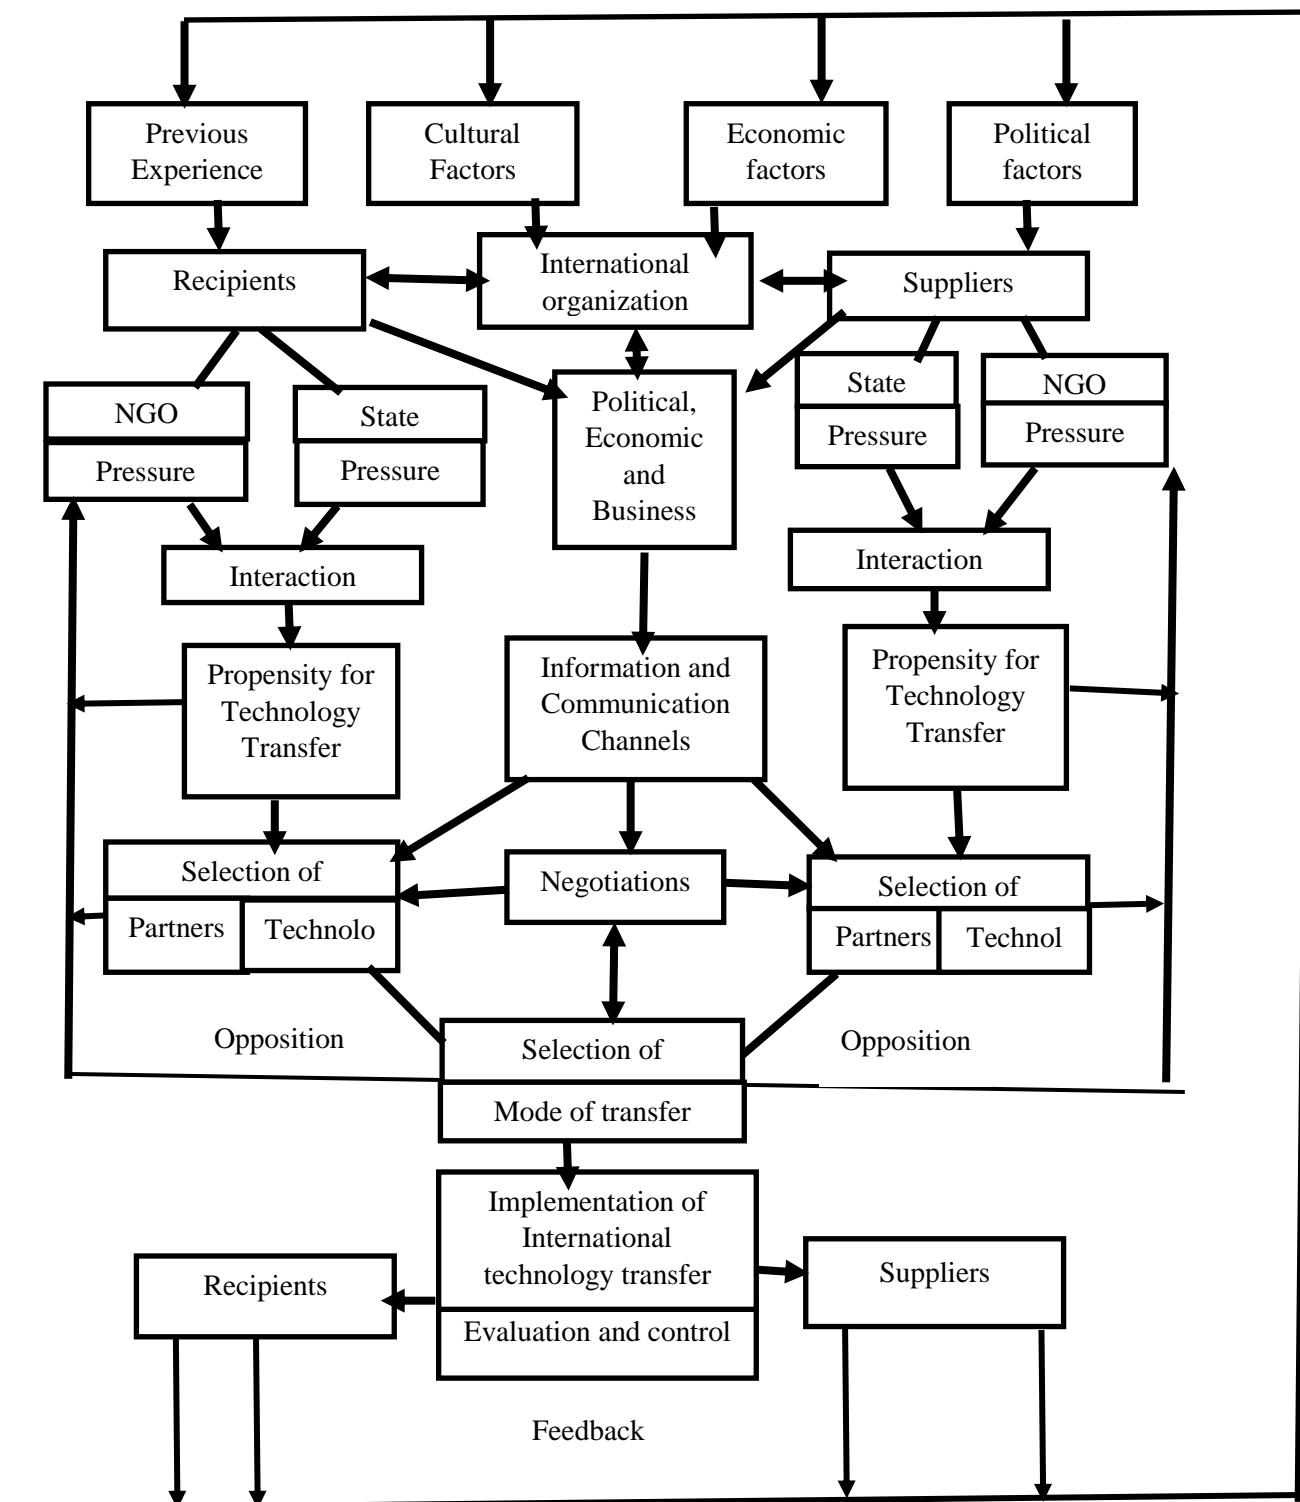 Previous
Experience
Cultural
Factors
Economic
factors
Political
factors
Recipients
International
organization
Suppliers
NGO
Pressure
State
Pressure
Political,
Economic
and
Business
State
Pressure
NGO
Pressure
Interaction
Interaction
Propensity for
Technology
Transfer
Information and
Communication
Channels
Propensity for
Technology
Transfer
Selection of
Partners
Technolo
Negotiations
Selection of
Partners
Technol
Opposition
Selection of
Mode of transfer
Opposition
Implementation of
International
technology transfer
Evaluation and control
Recipients
Suppliers
Feedback